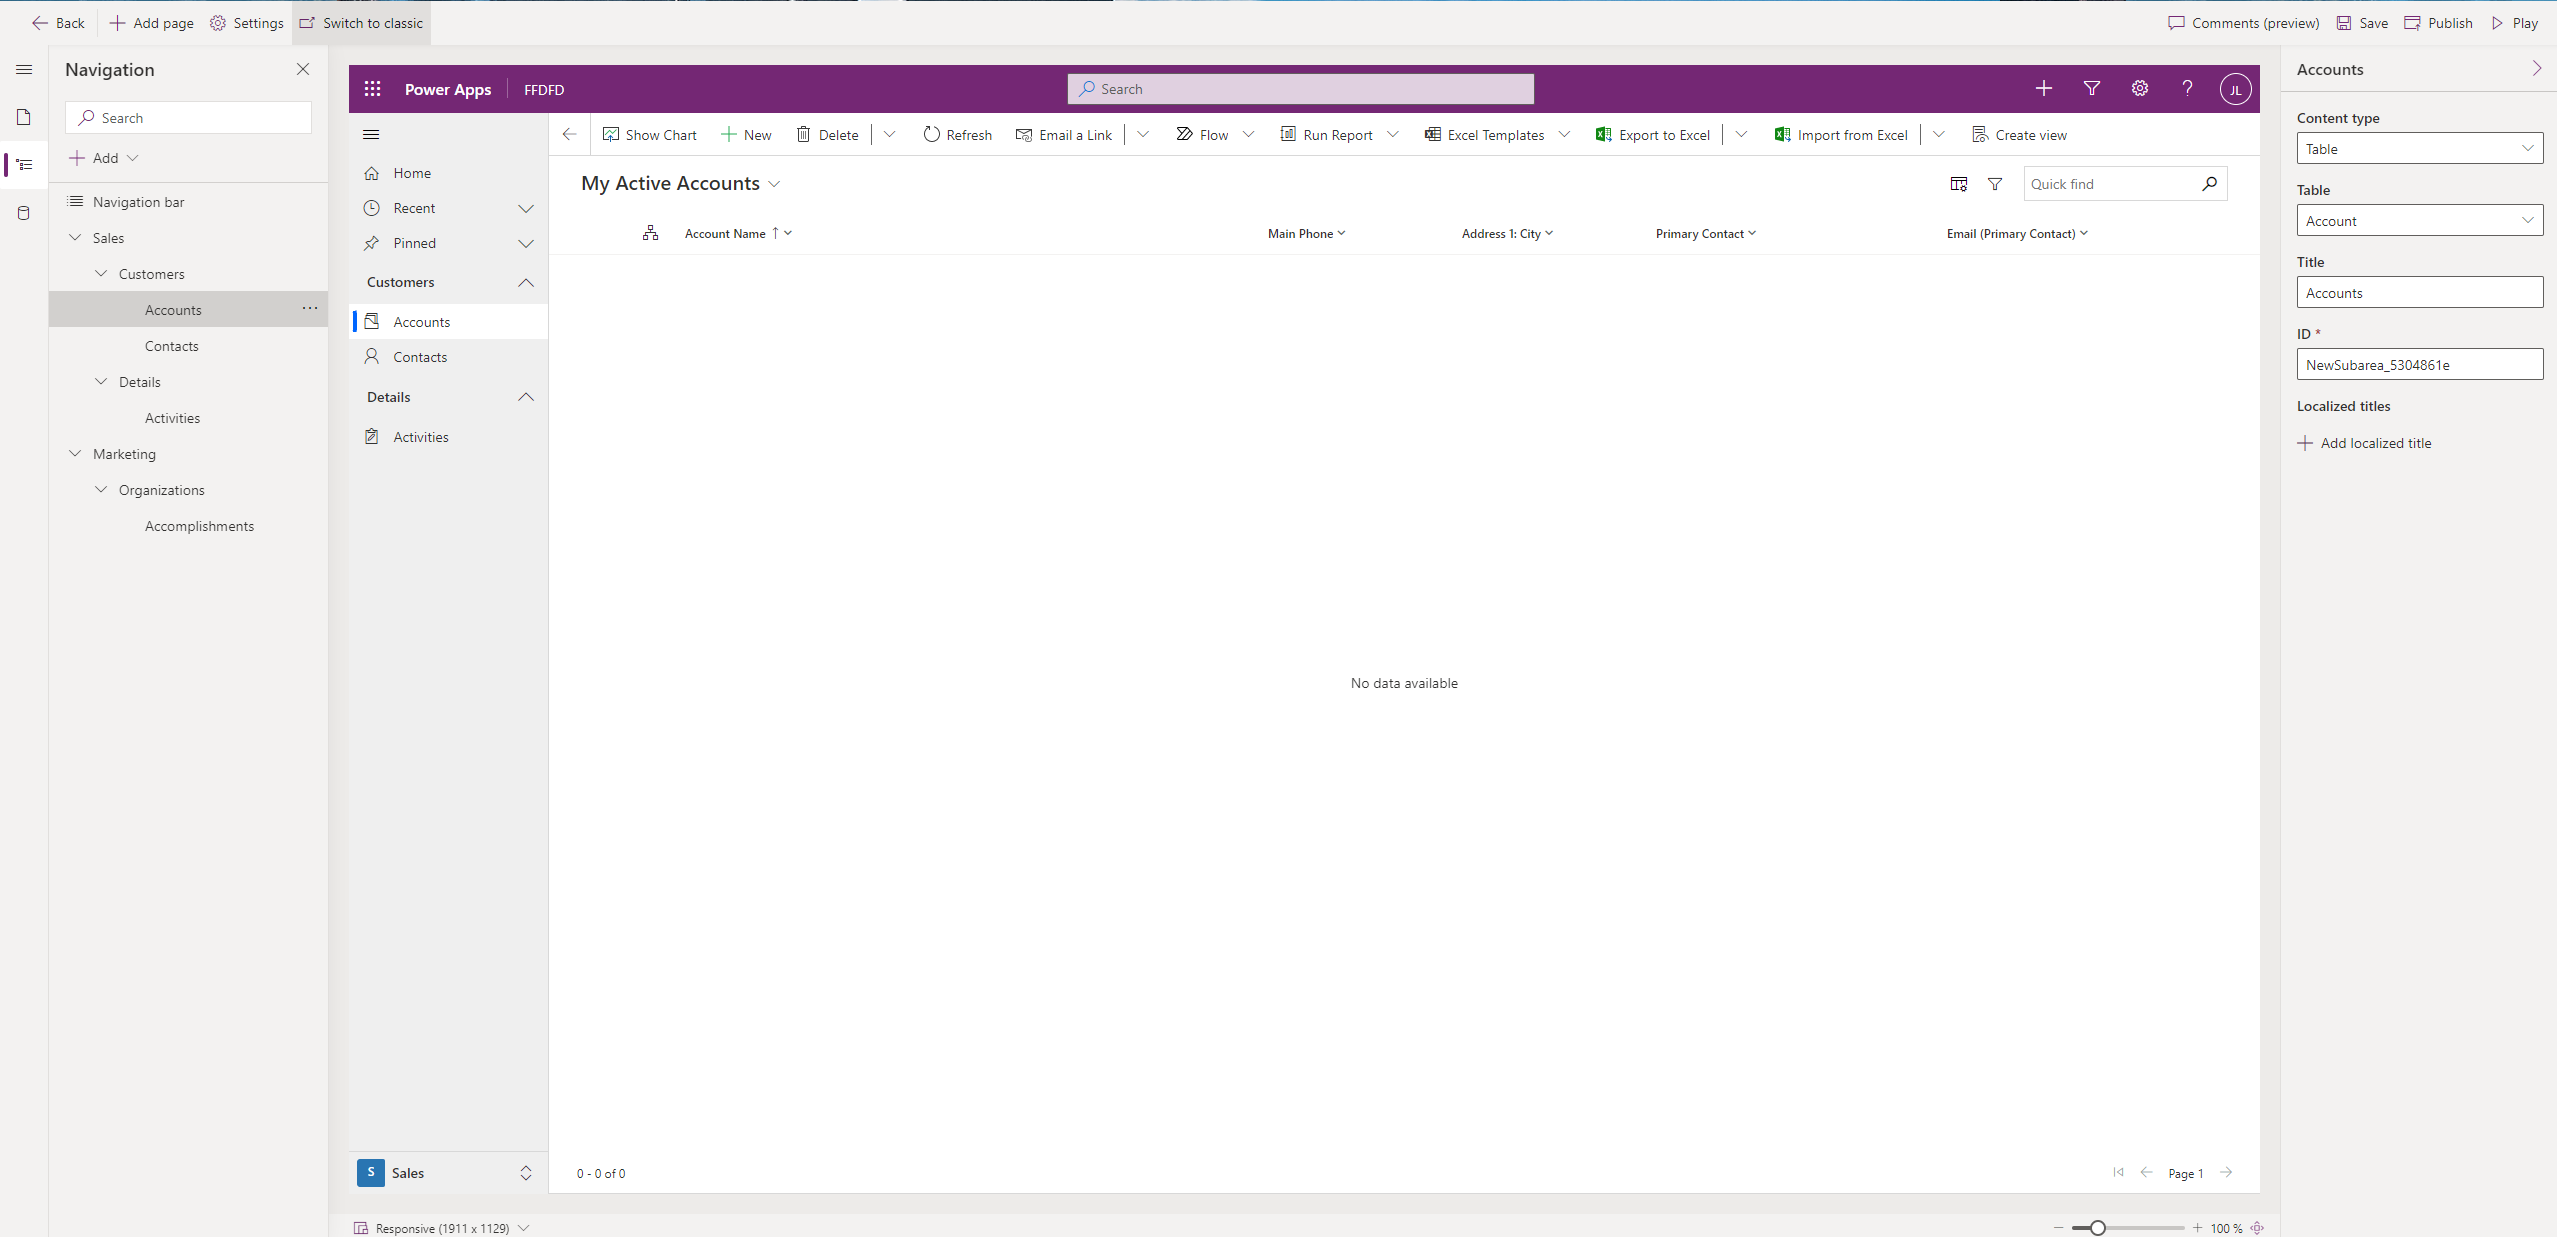 Back
Add page
Settings
Switch to classic
Comments (preview)
Save
Publish
Play
Navigation
Search
Add
Navigation bar
Sales
Customers
Accounts
Contacts
Details
Activities
Marketing
Organizations
Accomplishments
Power Apps
FFDFD
Search
JL
Home
Recent
Pinned
Customers
Accounts
Contacts
Details
Activities
S
Sales
Show Chart
New
Delete
Refresh
Email a Link
Flow
Run Report
Excel Templates
Export to Excel
Import from Excel
Create view
My Active Accounts
Quick find
Account Name
Main Phone
Address 1: City
Primary Contact
Email (Primary Contact)
No data available
0 - 0 of 0
Page 1
Responsive (1911 x 1129)
100 %
Accounts
Content type
Table
Table
Account
Title
Accounts
ID *
NewSubarea_5304861e
Localized titles
Add localized title